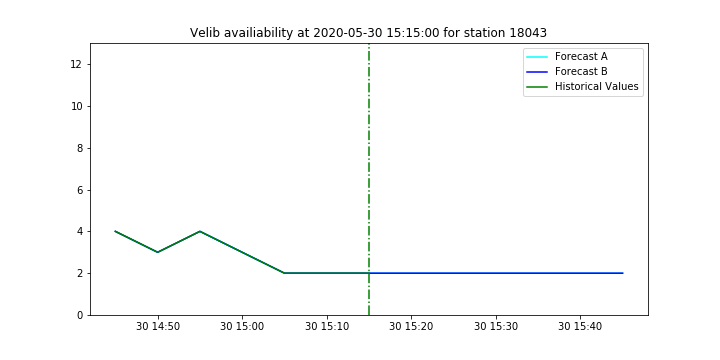 Velib availiability at 2020-05-30 15:15:00 for station 18043
Forecast A
Forecast B
Historical Values
12
10
8
6
4
2
0
30 14:50 30 15:00 30 15:10 30 15:20 30 15:30 30 15:40